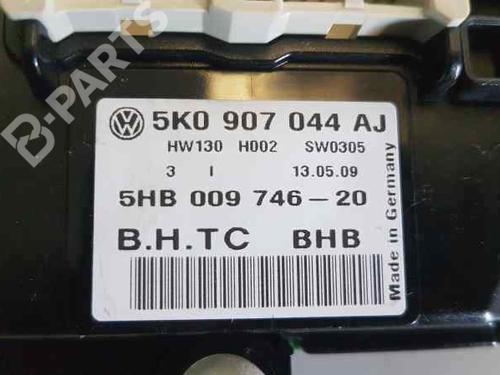 B-PARTS
5K0 907 044 AJ
HW130 H002 SW0305
3 I 13.05.09
5HB 009 746-20
B.H.TC BHB
Made in Germany